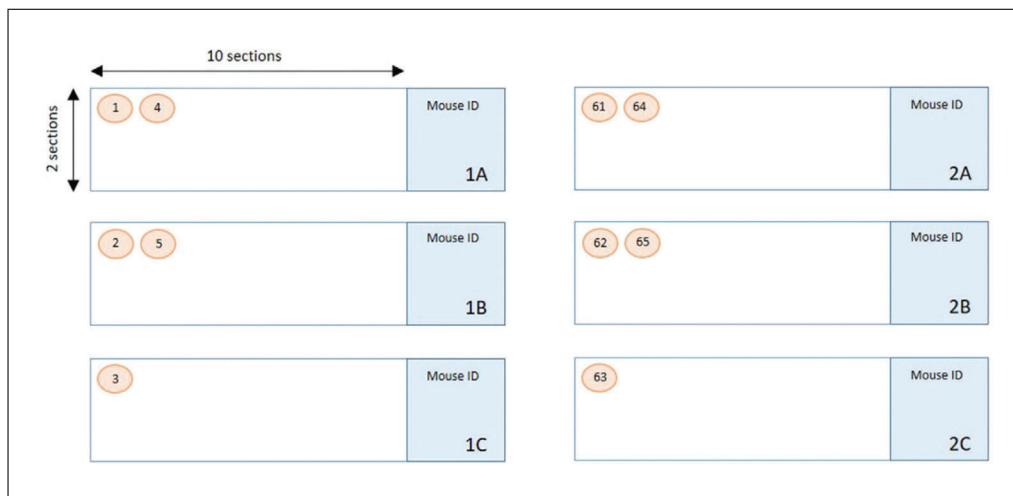 10 sections
2 sections
1 4 Mouse ID
1A
61 64 Mouse ID
2A
2 5 Mouse ID
1B
62 65 Mouse ID
2B
3 Mouse ID
1C
63 Mouse ID
2C